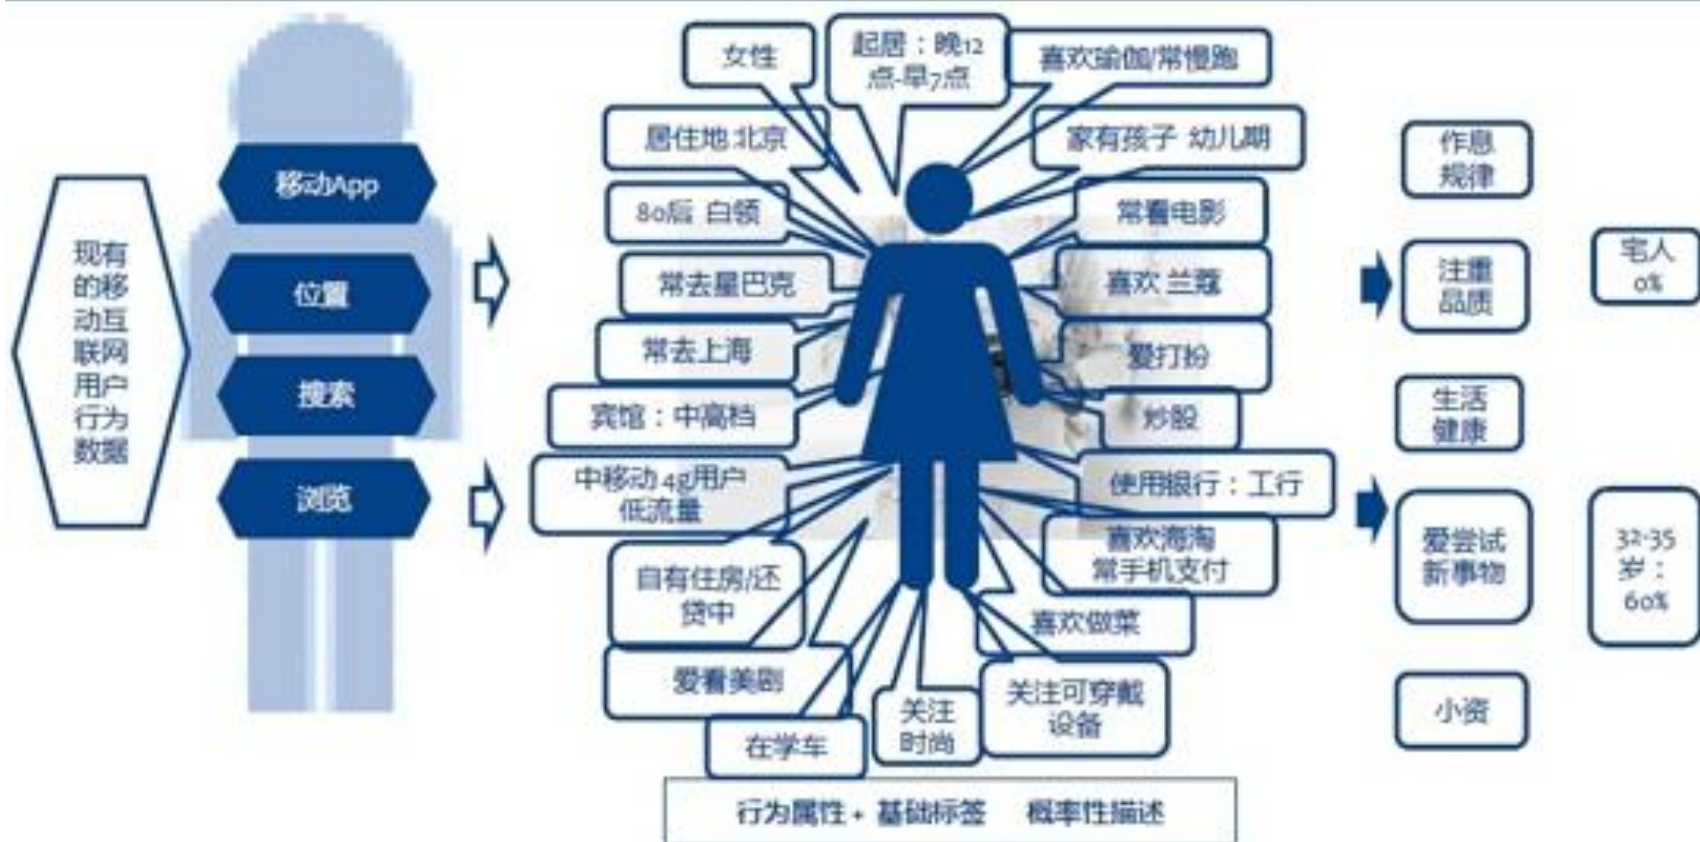 现有
的移
动互
联网
用户
行为
数据
移动App
位置
搜索
浏览
女性
起居：晚12
点-早7点
喜欢瑜伽/常慢跑
居住地 北京
家有孩子 幼儿期
80后 白领
常看电影
常去星巴克
喜欢 兰蔻
常去上海
爱打扮
宾馆：中高档
炒股
中移动 4g用户
低流量
使用银行：工行
自有住房/还
贷中
喜欢海淘
常手机支付
爱看美剧
喜欢做菜
在学车
关注
时尚
关注可穿戴
设备
行为属性 + 基础标签 概率性描述
作息
规律
注重
品质
生活
健康
爱尝试
新事物
小资
宅人
0%
32-35
岁：
60%